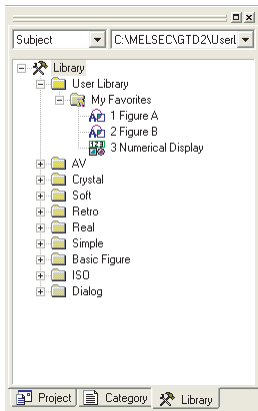 Subject C:\MELSEC\GTD2\Userl
Library
User Library
My Favorites
1 Figure A
2 Figure B
3 Numerical Display
AV
Crystal
Soft
Retro
Real
Simple
Basic Figure
ISO
Dialog
Project Category Library